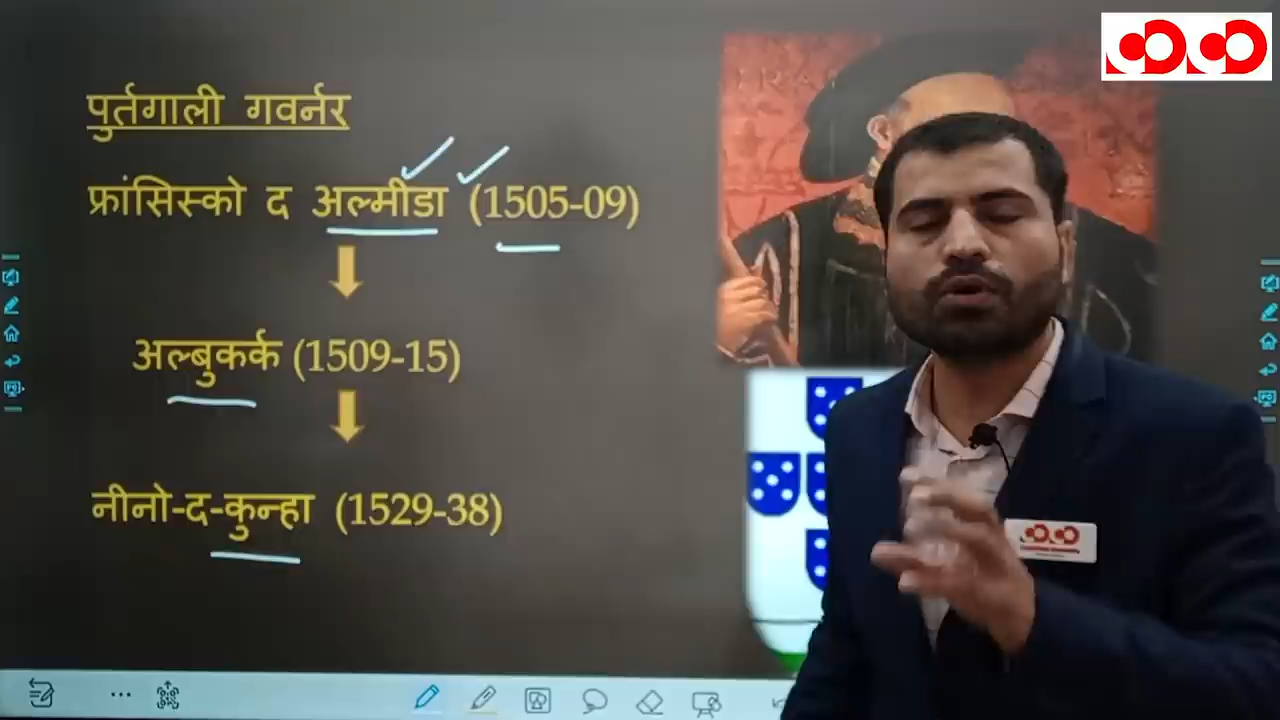 पुर्तगाली गवर्नर
फ्रांसिस्को द अल्मीडा (1505-09)
अल्बुकर्क (1509-15)
नीनो-द-कुन्हा (1529-38)